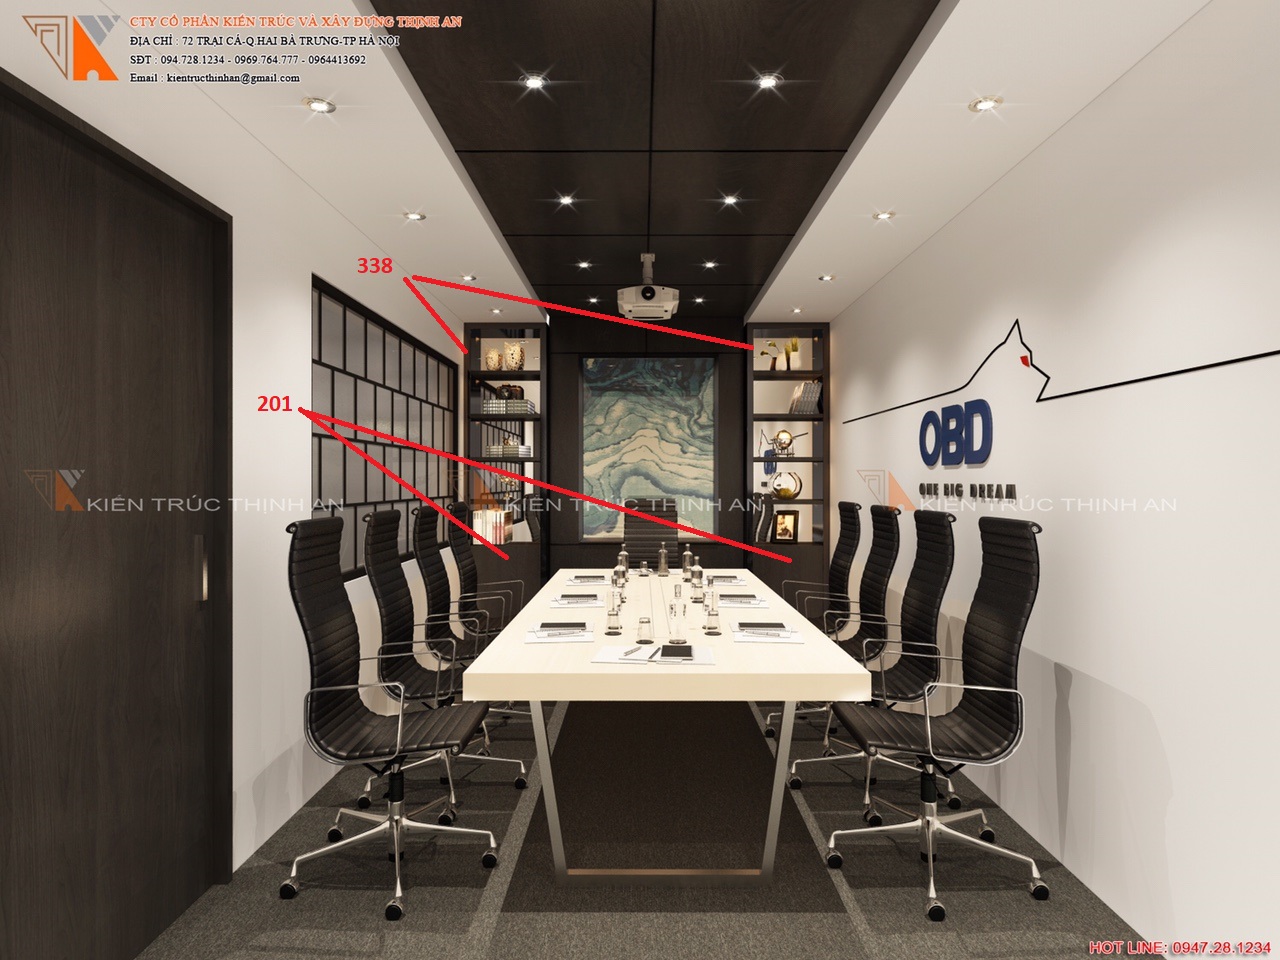 CTY CỔ PHẦN KIẾN TRÚC VÀ XÂY DỰNG THỊNH AN
ĐỊA CHỈ : 72 TRẠI CÁ-Q HAI BÀ TRƯNG-TP HÀ NỘI
SĐT : 094.728.1234 - 0969.764.777 - 0964413692
Email : kientructhinhan@gmail.com
338
201
OBD
ONE BIG DREAM
KIẾN TRÚC THỊNH AN
KIẾN TRÚC THỊNH AN
KIẾN TRÚC THỊNH AN
HOT LINE: 0947.28.1234